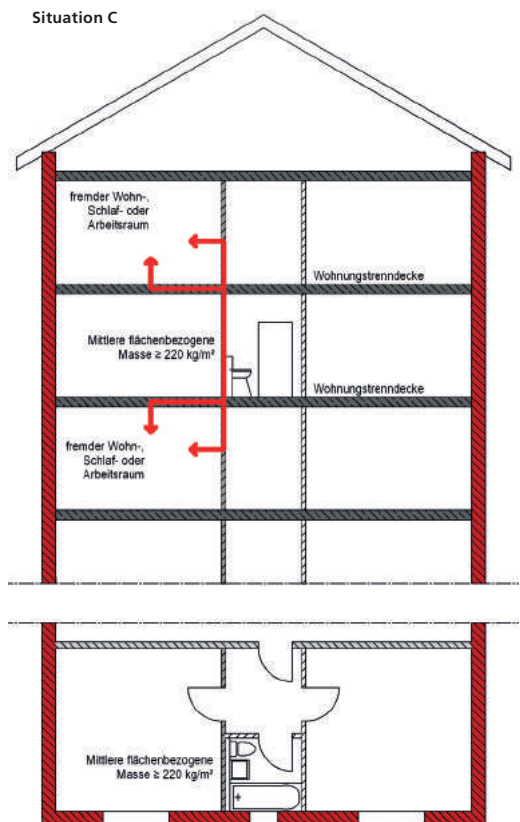 Situation C
fremder Wohn-,
Schlaf- oder
Arbeitsraum
Wohnungstrenndecke
Mittlere flächenbezogene
Masse ≥ 220 kg/m²
Wohnungstrenndecke
fremder Wohn-,
Schlaf- oder
Arbeitsraum
Mittlere flächenbezogene
Masse ≥ 220 kg/m²